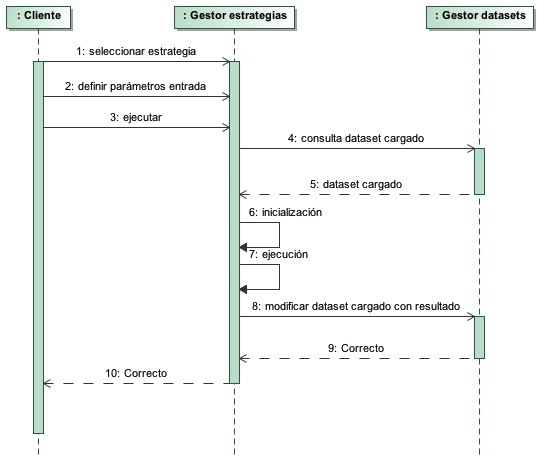 : Cliente
: Gestor estrategias
: Gestor datasets
1: seleccionar estrategia
2: definir parámetros entrada
3: ejecutar
4: consulta dataset cargado
5: dataset cargado
6: inicialización
7: ejecución
8: modificar dataset cargado con resultado
9: Correcto
10: Correcto